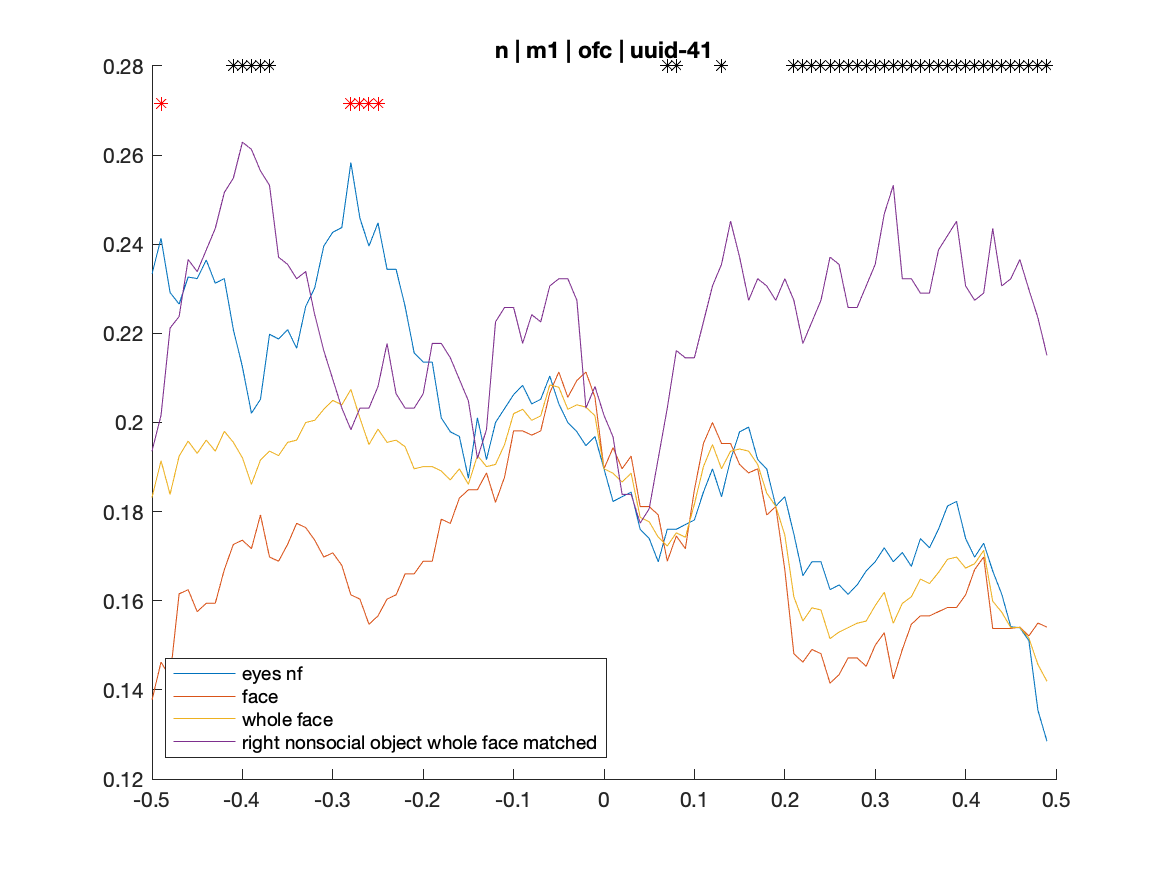 n | m1 | ofc | uuid-41
0.28
0.26
0.24
0.22
0.2
0.18
0.16
0.14
0.12
eyes nf
face
whole face
right nonsocial object whole face matched
-0.5 -0.4 -0.3 -0.2 -0.1 0 0.1 0.2 0.3 0.4 0.5